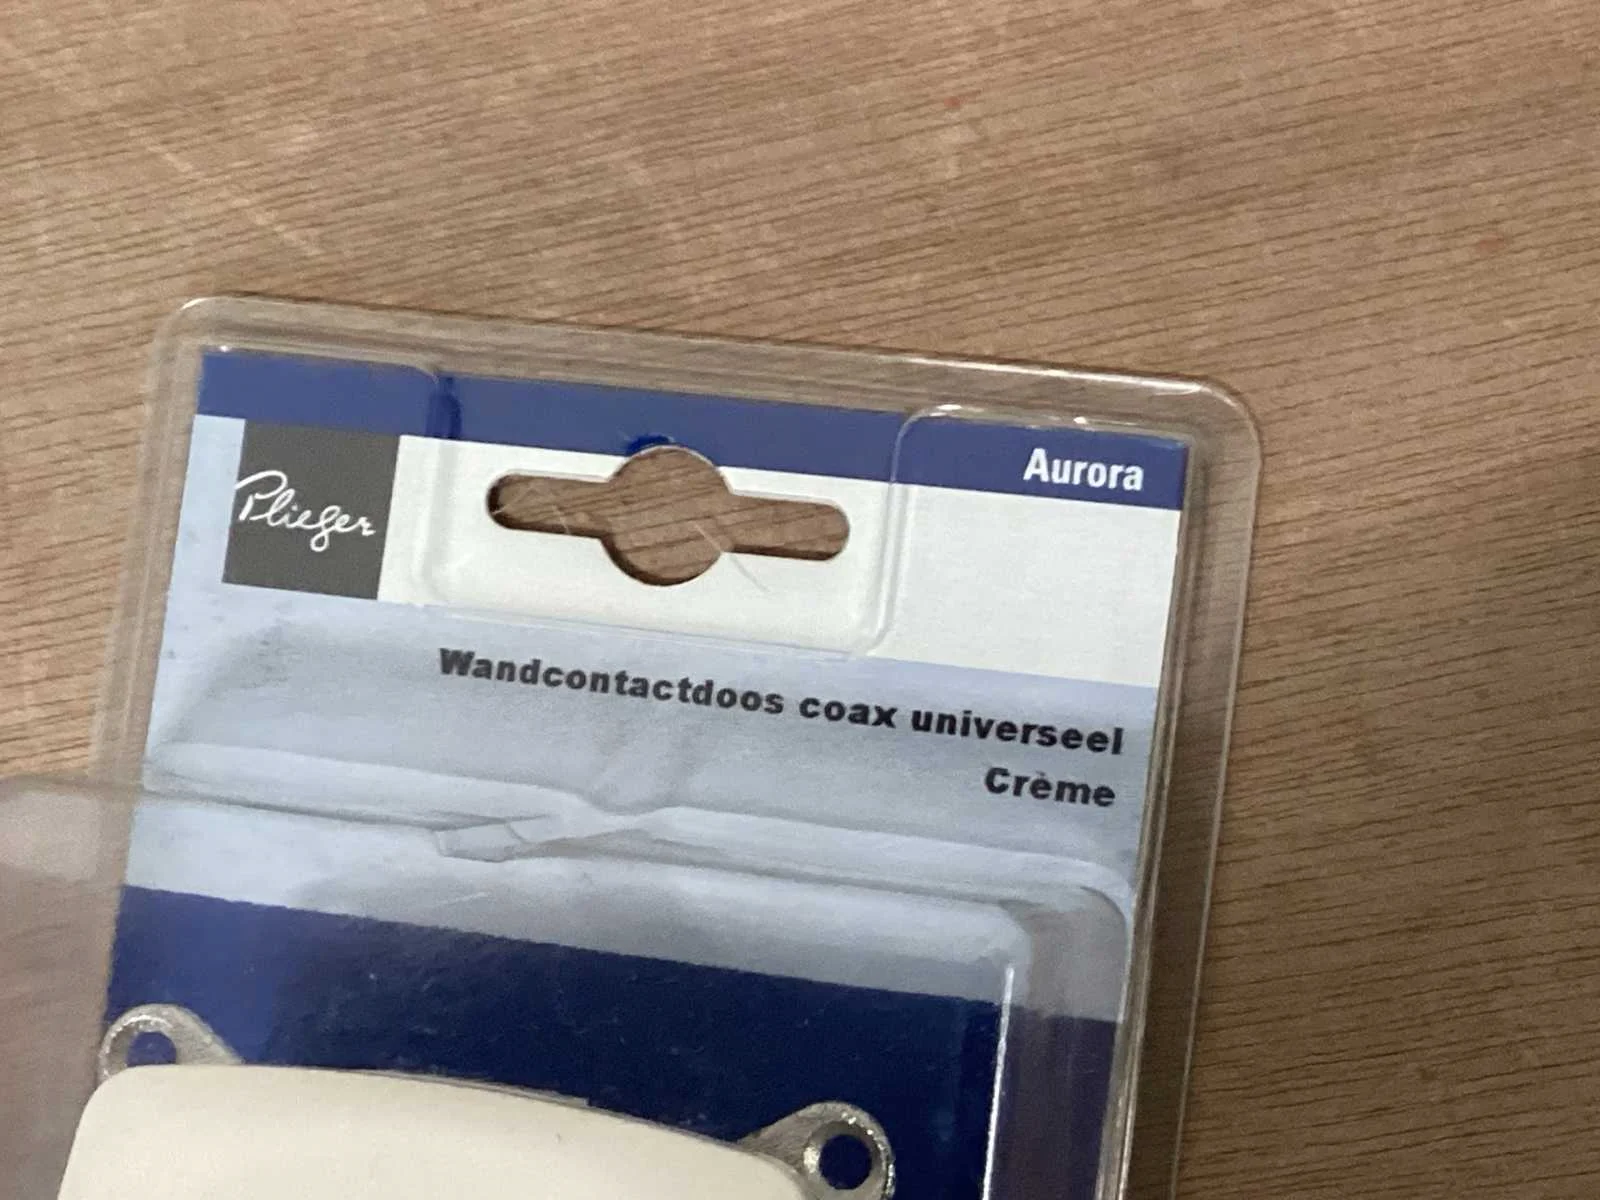 Aurora
Plieger
Wandcontactdoos coax universeel
Crème